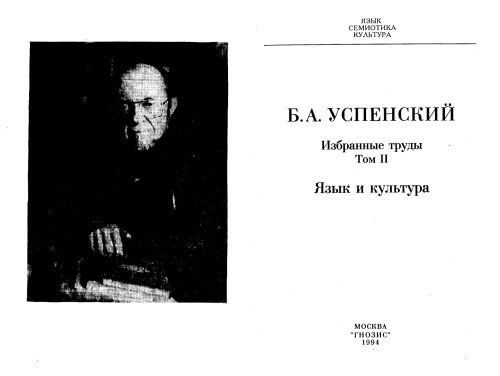 ЯЗЫК
СЕМИОТИКА
КУЛЬТУРА
Б.А. УСПЕНСКИЙ
Избранные труды
Том II
Язык и культура
МОСКВА
"ГНОЗИС"
1994